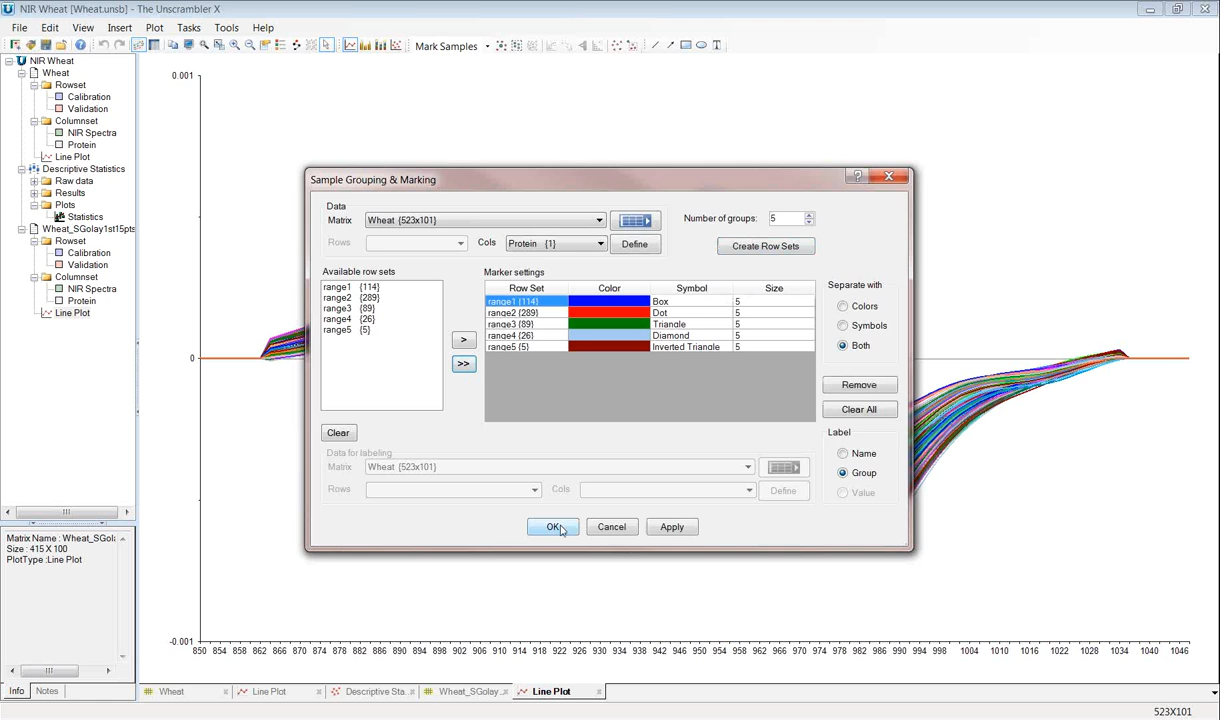 NIR Wheat [Wheat.unsb] - The Unscrambler X
File Edit View Insert Plot Tasks Tools Help
Mark Samples
NIR Wheat
Wheat
Rowset
Calibration
Validation
Columnset
NIR Spectra
Protein
Line Plot
Descriptive Statistics
Raw data
Results
Plots
Statistics
Wheat_SGolay1st15pts
Rowset
Calibration
Validation
Columnset
NIR Spectra
Protein
Line Plot
Matrix Name : Wheat_SGola
Size : 415 X 100
PlotType :Line Plot
Info Notes
0.001
0
-0.001
850 854 858 862 866 870 874 878 882 886 890 894 898 902 906 910 914 918 922 926 930 934 938 942 946 950 954 958 962 966 970 974 978 982 986 990 994 998 1004 1010 1016 1022 1028 1034 1040 1046
Sample Grouping & Marking
Data
Matrix Wheat {523x101} Number of groups: 5
Rows Cols Protein {1} Define Create Row Sets
Available row sets
range1 {114}
range2 {289}
range3 {89}
range4 {26}
range5 {5}
>
>>
Clear
Marker settings
Row Set Color Symbol Size
range1 {114} Box 5
range2 {289} Dot 5
range3 {89} Triangle 5
range4 {26} Diamond 5
range5 {5} Inverted Triangle 5
Separate with
Colors
Symbols
Both
Remove
Clear All
Label
Name
Group
Value
Data for labeling
Matrix Wheat {523x101}
Rows Cols Define
OK Cancel Apply
Wheat Line Plot Descriptive Sta... Wheat_SGolay... Line Plot
523X101